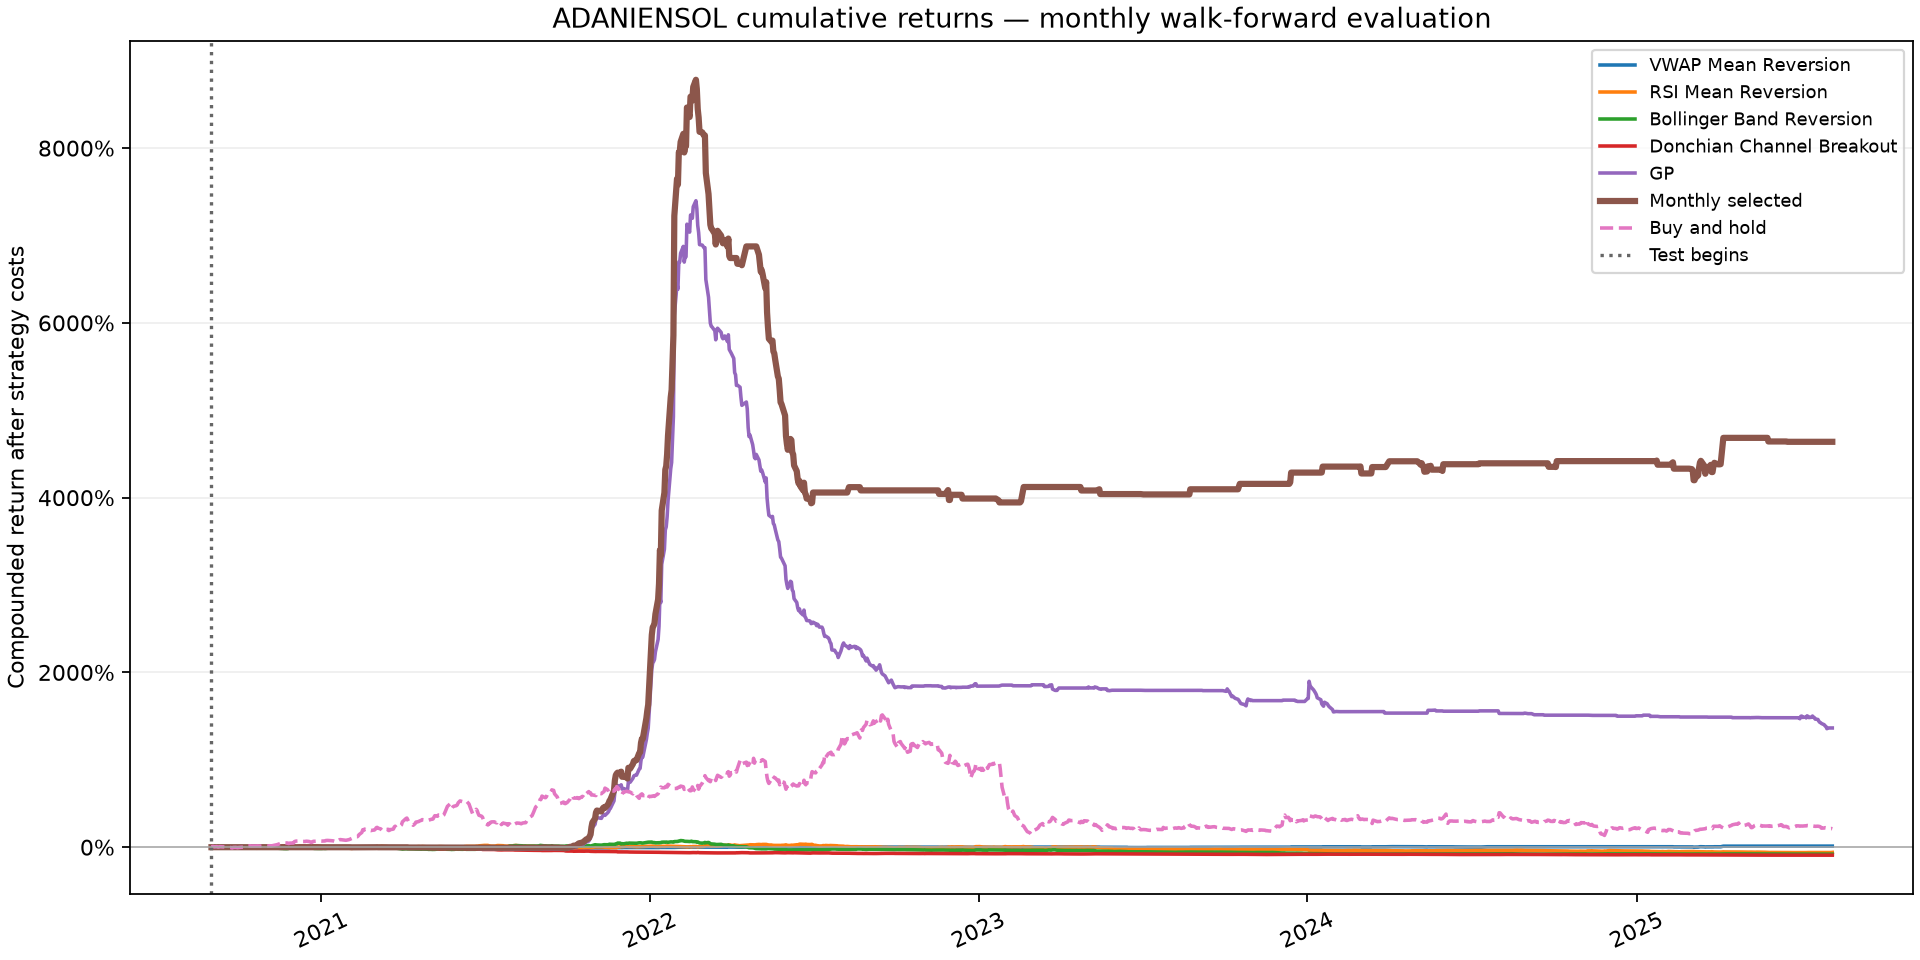 ADANIENSOL cumulative returns — monthly walk-forward evaluation
Compounded return after strategy costs
8000%
6000%
4000%
2000%
0%
2021
2022
2023
2024
2025
VWAP Mean Reversion
RSI Mean Reversion
Bollinger Band Reversion
Donchian Channel Breakout
GP
Monthly selected
Buy and hold
Test begins